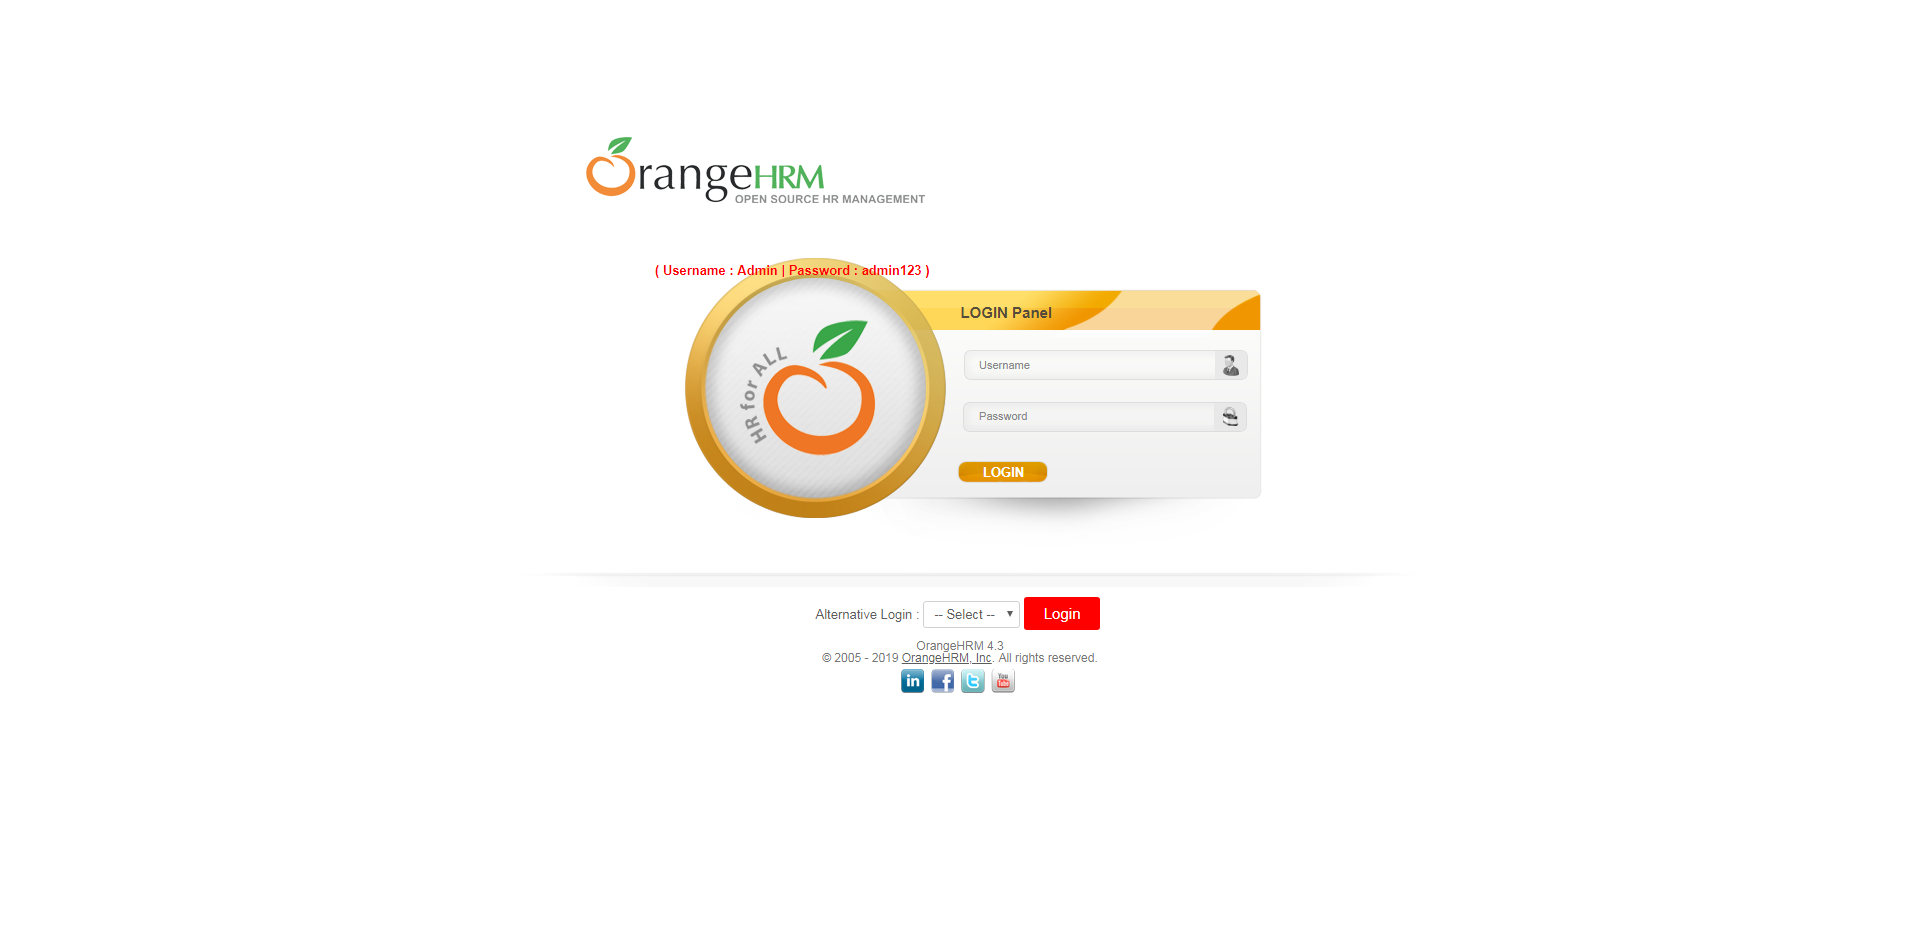 OrangeHRM
OPEN SOURCE HR MANAGEMENT
( Username : Admin | Password : admin123 )
LOGIN Panel
HR for ALL
Username
Password
LOGIN
Alternative Login : -- Select -- Login
OrangeHRM 4.3
© 2005 - 2019 OrangeHRM, Inc. All rights reserved.
in f t You Tube